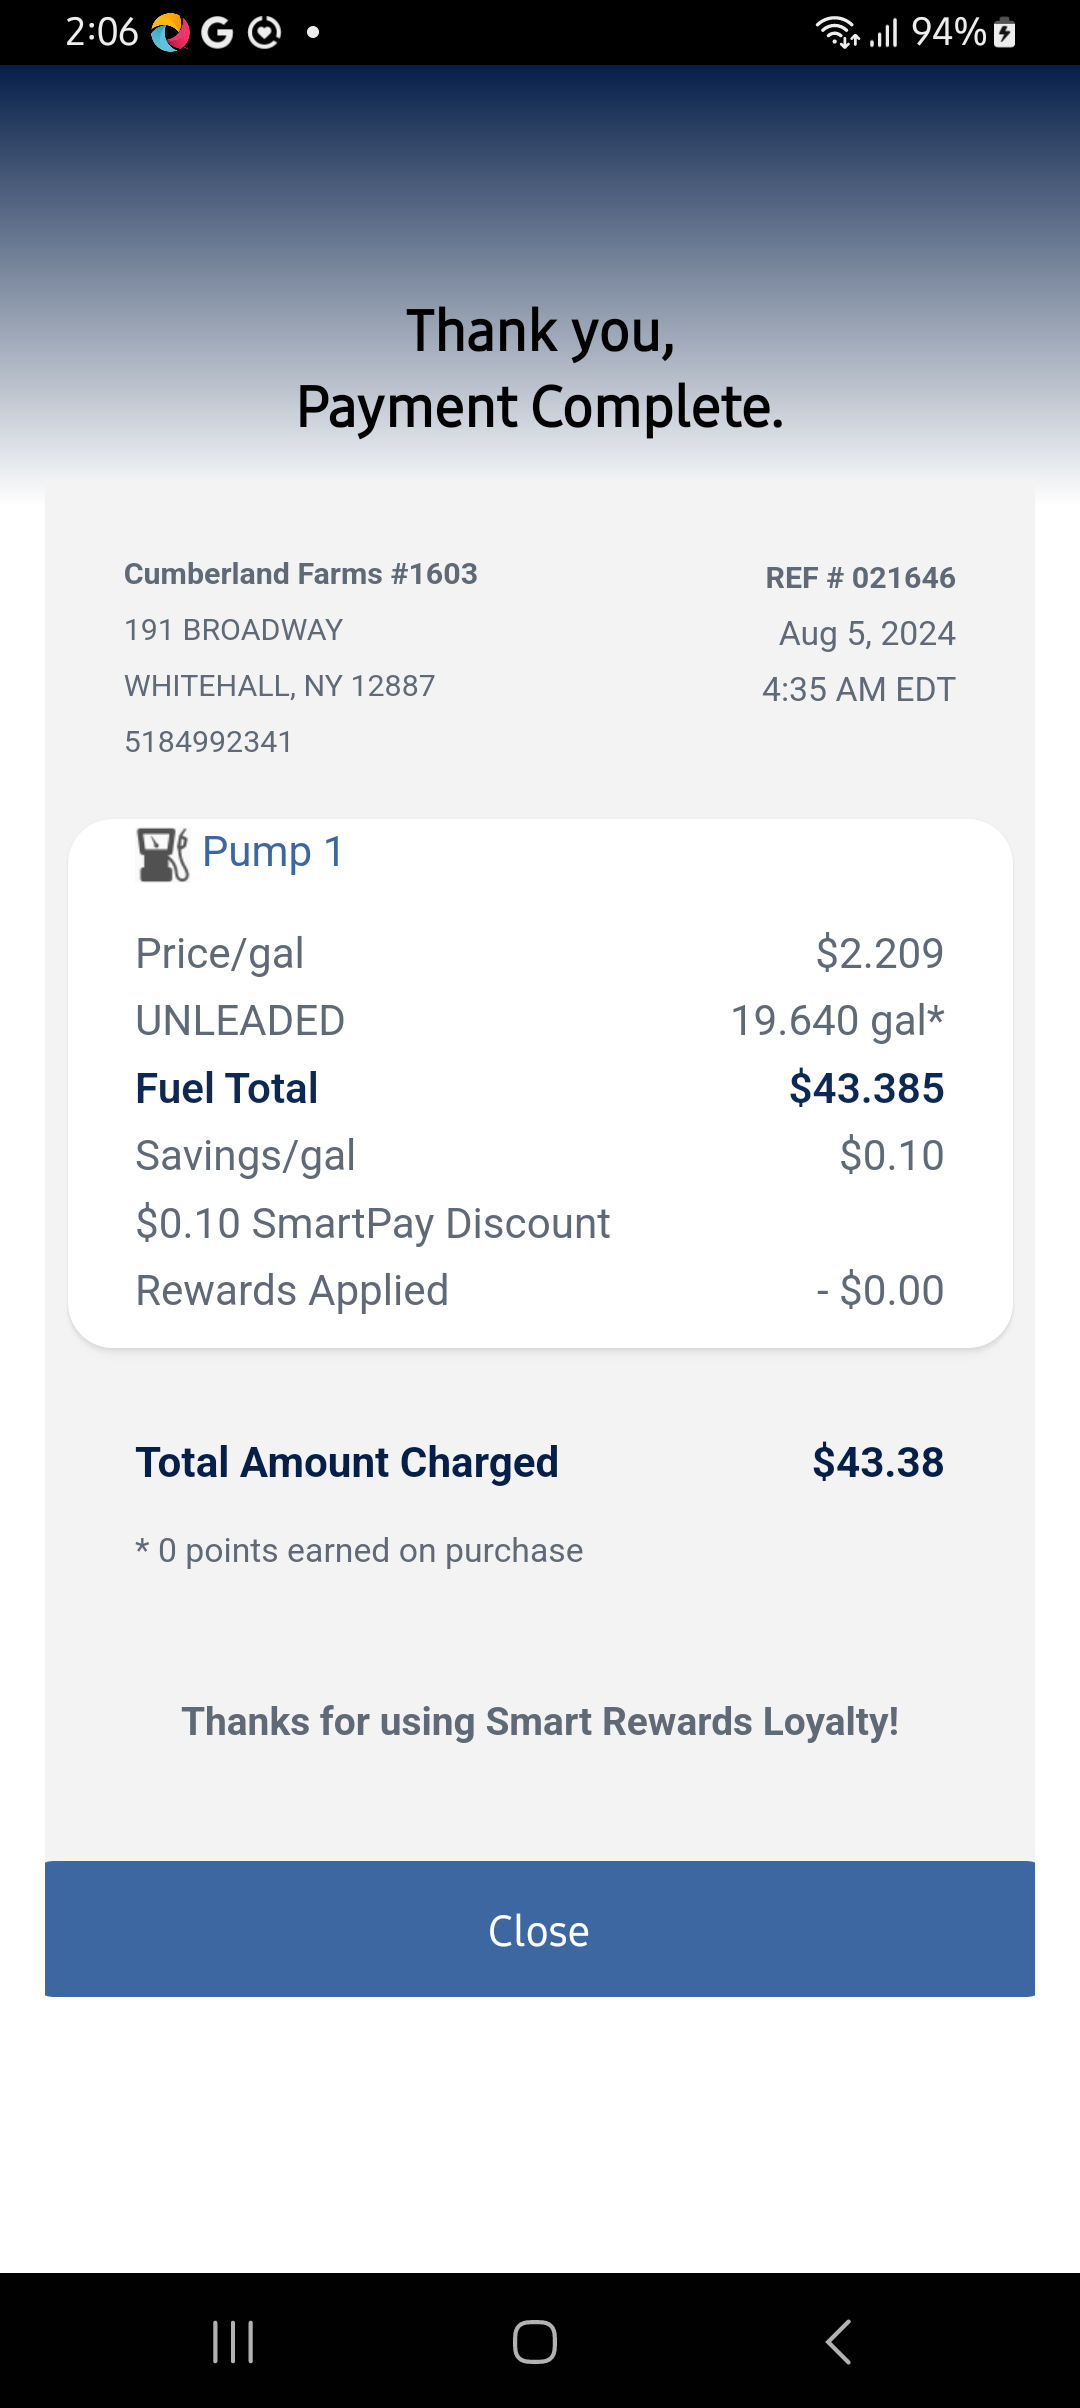 2:06 G 94%
Thank you,
Payment Complete.
Cumberland Farms #1603
191 BROADWAY
WHITEHALL, NY 12887
5184992341
REF # 021646
Aug 5, 2024
4:35 AM EDT
Pump 1
Price/gal $2.209
UNLEADED 19.640 gal*
Fuel Total $43.385
Savings/gal $0.10
$0.10 SmartPay Discount
Rewards Applied - $0.00
Total Amount Charged $43.38
* 0 points earned on purchase
Thanks for using Smart Rewards Loyalty!
Close